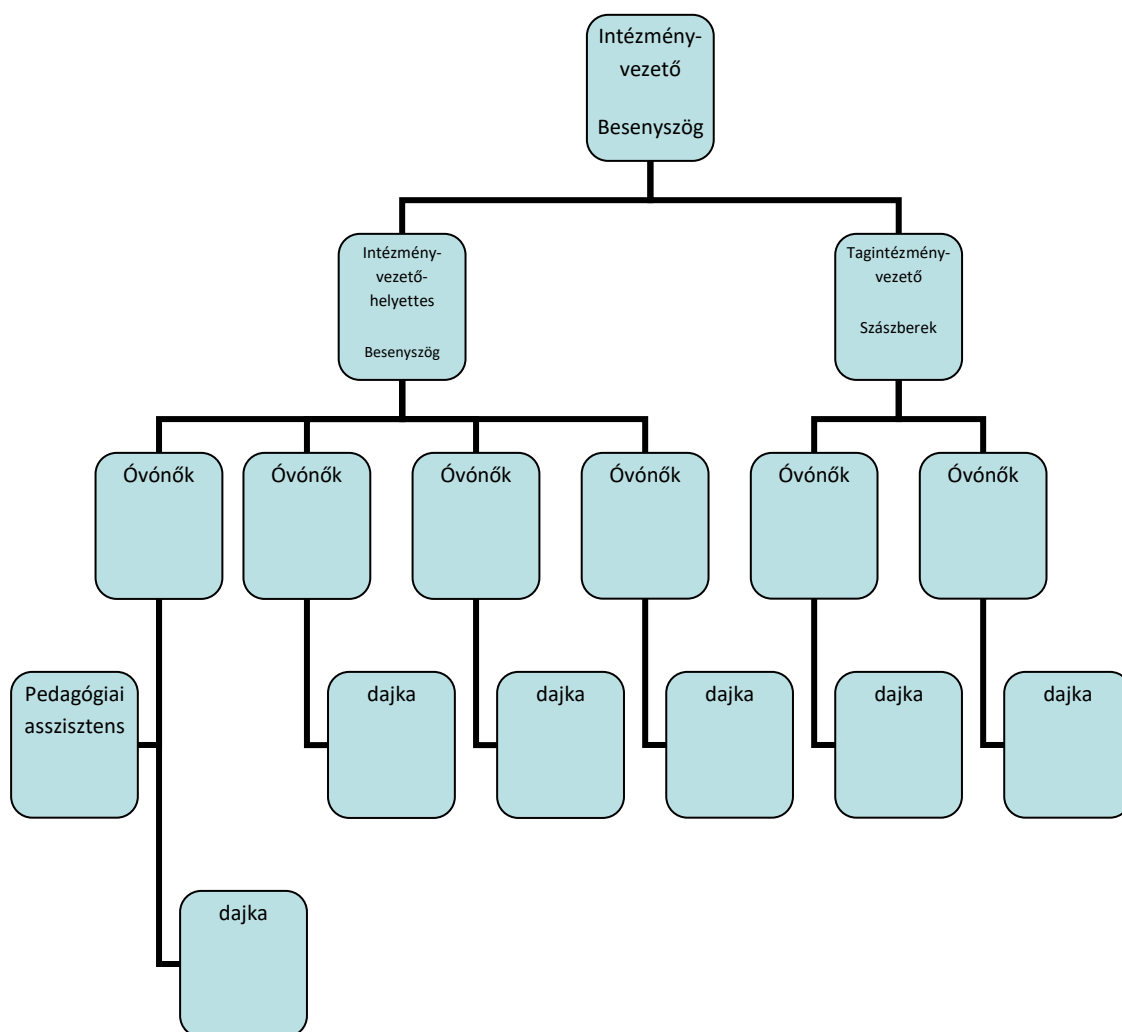 Intézmény-
vezető
Besenyszög
Intézmény-
vezető-
helyettes
Besenyszög
Tagintézmény-
vezető
Szászberek
Óvónők
Óvónők
Óvónők
Óvónők
Óvónők
Óvónők
Pedagógiai
asszisztens
dajka
dajka
dajka
dajka
dajka
dajka